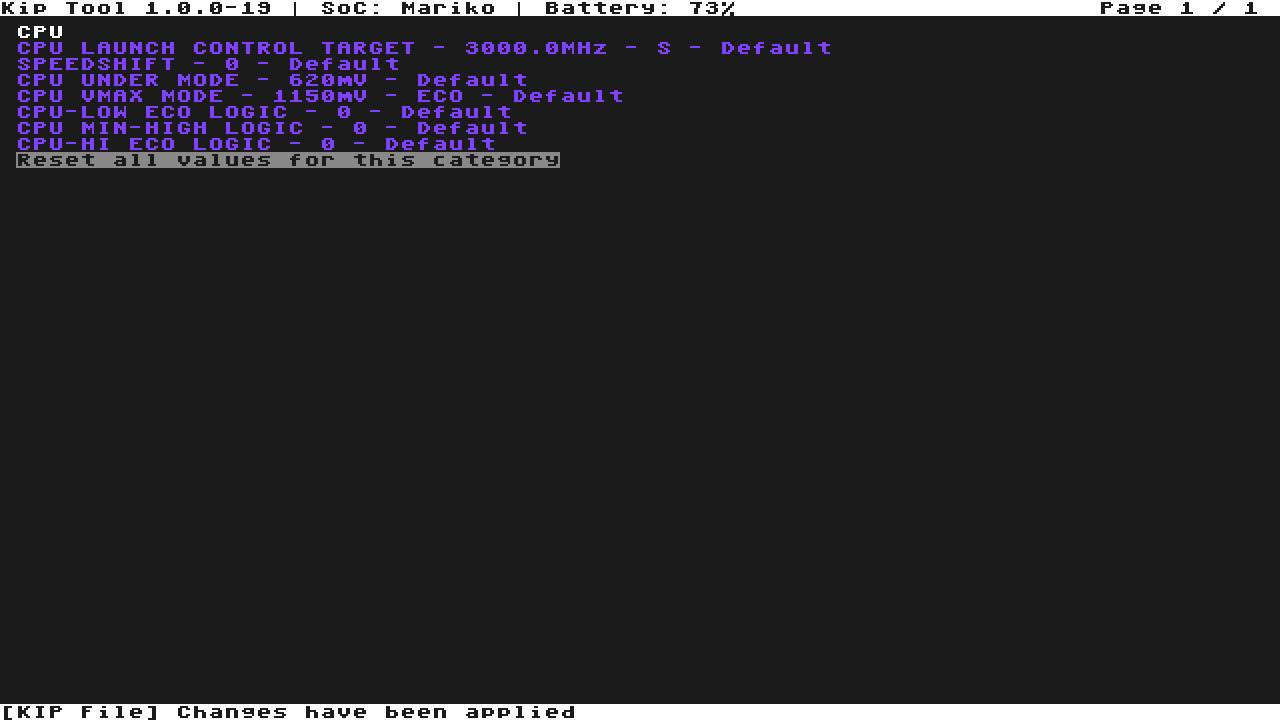 Kip Tool 1.0.0-19 | SoC: Mariko | Battery: 73% Page 1 / 1
CPU
CPU LAUNCH CONTROL TARGET - 3000.0MHz - S - Default
SPEEDSHIFT - 0 - Default
CPU UNDER MODE - 620mV - Default
CPU VMAX MODE - 1150mV - ECO - Default
CPU-LOW ECO LOGIC - 0 - Default
CPU MIN-HIGH LOGIC - 0 - Default
CPU-HI ECO LOGIC - 0 - Default
Reset all values for this category
[KIP File] Changes have been applied